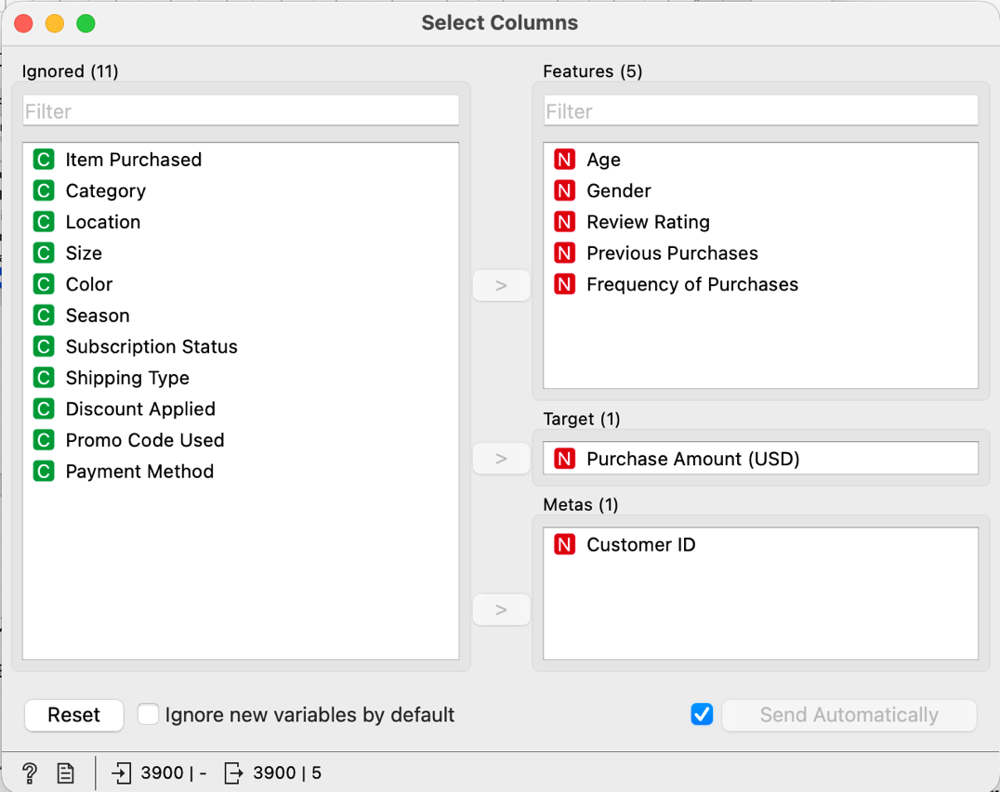 Select Columns
Ignored (11)
Filter
C Item Purchased
C Category
C Location
C Size
C Color
C Season
C Subscription Status
C Shipping Type
C Discount Applied
C Promo Code Used
C Payment Method
>
>
>
Features (5)
Filter
N Age
N Gender
N Review Rating
N Previous Purchases
N Frequency of Purchases
Target (1)
N Purchase Amount (USD)
Metas (1)
N Customer ID
Reset
Ignore new variables by default
Send Automatically
? 3900 | - 3900 | 5